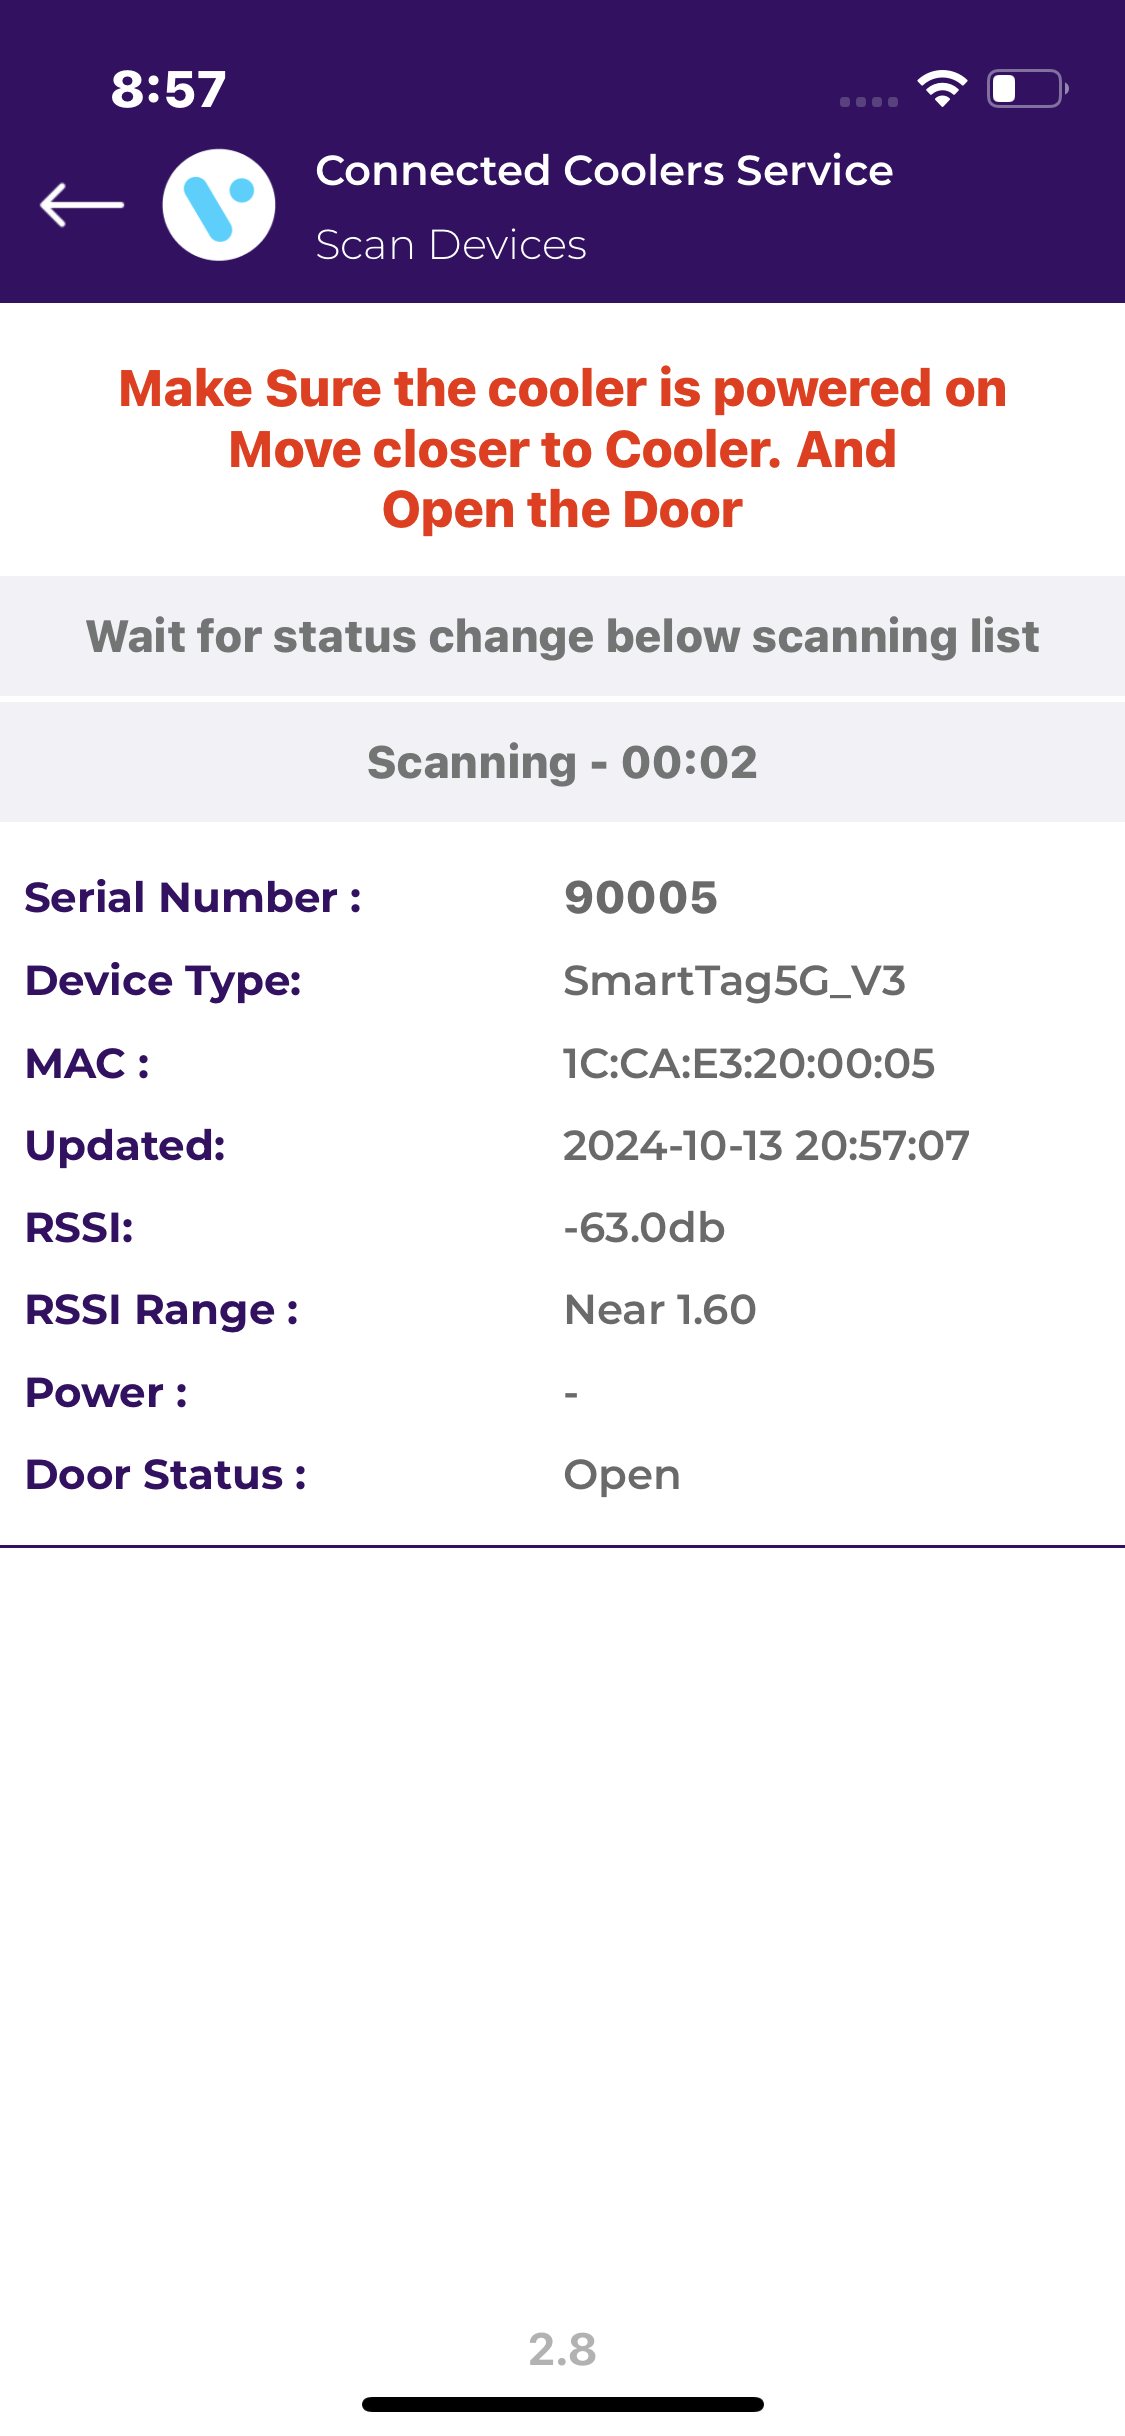 8:57
Connected Coolers Service
Scan Devices
Make Sure the cooler is powered on
Move closer to Cooler. And
Open the Door
Wait for status change below scanning list
Scanning - 00:02
Serial Number : 90005
Device Type: SmartTag5G_V3
MAC : 1C:CA:E3:20:00:05
Updated: 2024-10-13 20:57:07
RSSI: -63.0db
RSSI Range : Near 1.60
Power : -
Door Status : Open
2.8